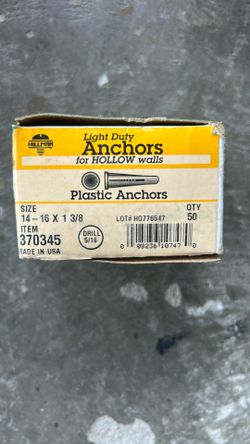 HILLMAN
Light Duty
Anchors
for HOLLOW walls
Plastic Anchors
SIZE
14-16 X 1 3/8
LOT# H0776647
QTY
50
ITEM
370345
MADE IN USA
DRILL
5/16
0 08236 10747 0